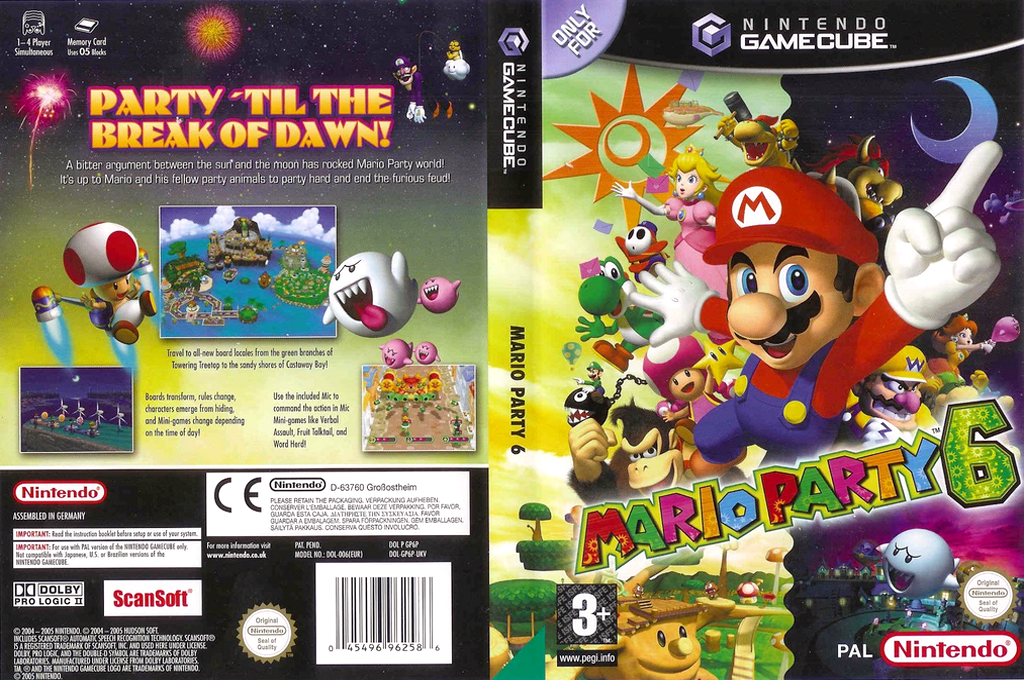 1-4 Player
Simultaneous
Memory Card
Uses 05 Blocks
PARTY 'TIL THE
BREAK OF DAWN!
A bitter argument between the sun and the moon has rocked Mario Party world!
It's up to Mario and his fellow party animals to party hard and end the furious feud!
Travel to all-new board locales from the green branches of
Towering Treetop to the sandy shores of Castaway Bay!
Boards transform, rules change,
characters emerge from hiding,
and Mini-games change depending
on the time of day!
Use the included Mic to
command the action in Mic
Mini-games like Verbal
Assault, Fruit Talktail, and
Word Herd!
Nintendo
ASSEMBLED IN GERMANY
IMPORTANT: Read the instruction booklet before setup or use of your system.
IMPORTANT: For use with PAL version of the NINTENDO GAMECUBE only.
Not compatible with Japanese, U.S. or Brazilian versions of the
NINTENDO GAMECUBE.
DOLBY
PRO LOGIC II
ScanSoft®
© 2004 - 2005 NINTENDO. © 2004 - 2005 HUDSON SOFT.
INCLUDES SCANSOFT® AUTOMATIC SPEECH RECOGNITION TECHNOLOGY. SCANSOFT®
IS A REGISTERED TRADEMARK OF SCANSOFT, INC. AND USED HERE UNDER LICENSE.
DOLBY, PRO LOGIC, AND THE DOUBLE-D SYMBOL ARE TRADEMARKS OF DOLBY
LABORATORIES. MANUFACTURED UNDER LICENSE FROM DOLBY LABORATORIES.
TM, ® AND THE NINTENDO GAMECUBE LOGO ARE TRADEMARKS OF NINTENDO.
© 2005 NINTENDO.
CE
Nintendo D-63760 Großostheim
PLEASE RETAIN THE PACKAGING. VERPACKUNG AUFHEBEN.
CONSERVER L'EMBALLAGE. BEWAAR DEZE VERPAKKING. POR FAVOR,
GUARDA ESTA CAJA. ΔΙΑΤΗΡΗΣΤΕ ΤΗΝ ΣΥΣΚΕΥΑΣΙΑ. FAVOR
GUARDAR A EMBALAGEM. SPARA FÖRPACKNINGEN. GEM EMBALLAGEN.
SÄILYTÄ PAKKAUS. CONSERVA QUESTO INVOLUCRO.
For more information visit
www.nintendo.co.uk
PAT. PEND.
MODEL NO.: DOL-006(EUR)
DOL P GP6P
DOL-GP6P-UKV
Original
Nintendo
Seal of
Quality
0 45496 96258 6
NINTENDO
GAMECUBE™
MARIO PARTY 6
ONLY
FOR
NINTENDO
GAMECUBE™
M
W
MARIO PARTY 6™
3+
www.pegi.info
Original
Nintendo
Seal of
Quality
PAL
Nintendo®